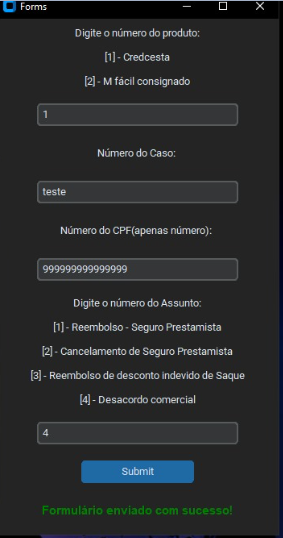 Forms
Digite o número do produto:
[1] - Credcesta
[2] - M fácil consignado
1
Número do Caso:
teste
Número do CPF(apenas número):
999999999999999
Digite o número do Assunto:
[1] - Reembolso - Seguro Prestamista
[2] - Cancelamento de Seguro Prestamista
[3] - Reembolso de desconto indevido de Saque
[4] - Desacordo comercial
4
Submit
Formulário enviado com sucesso!